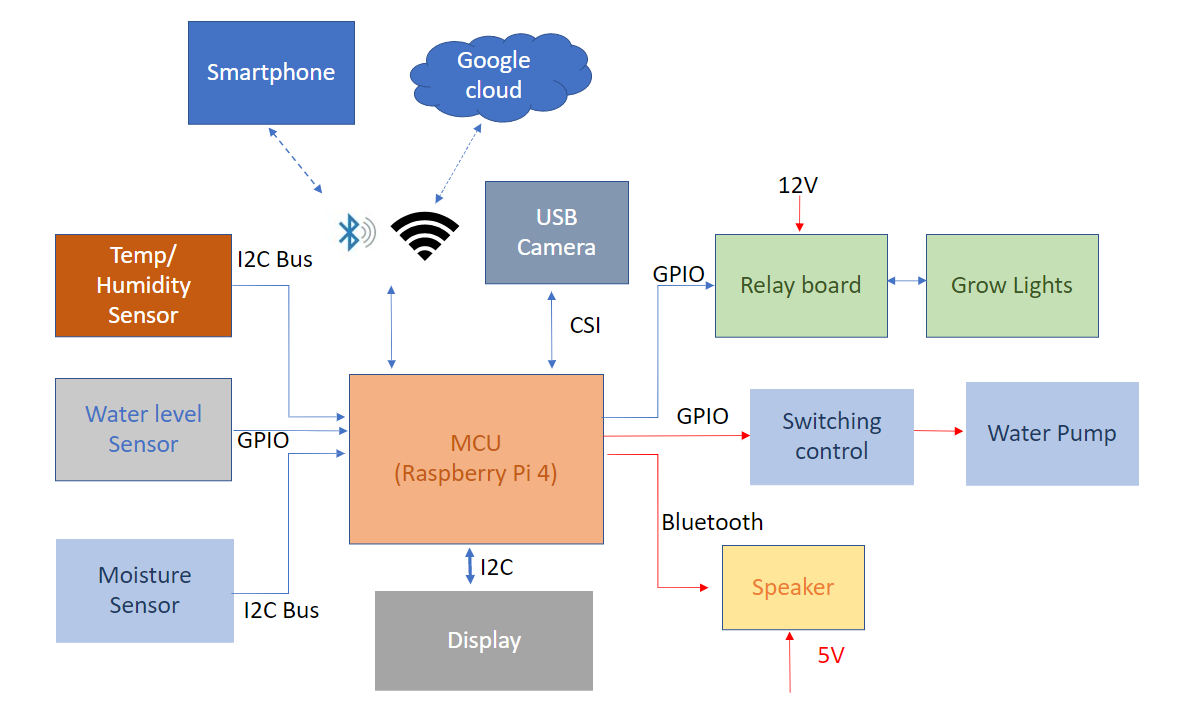 Smartphone
Google
cloud
USB
Camera
12V
Temp/
Humidity
Sensor
I2C Bus
GPIO
Relay board
Grow Lights
CSI
Water level
Sensor
GPIO
MCU
(Raspberry Pi 4)
GPIO
Switching
control
Water Pump
Bluetooth
Moisture
Sensor
I2C Bus
I2C
Display
Speaker
5V